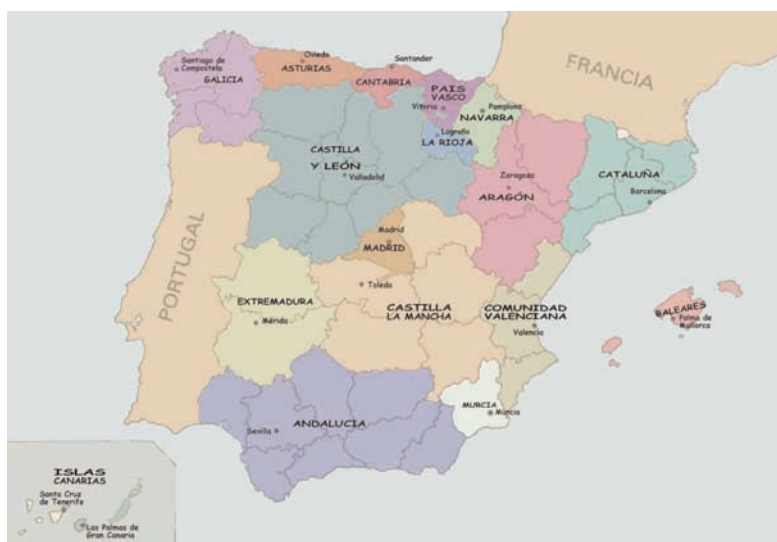 Santiago de
Compostela
GALICIA
Oviedo
ASTURIAS
Santander
CANTABRIA
PAIS
VASCO
Vitoria
Pamplona
NAVARRA
Logroño
LA RIOJA
FRANCIA
CASTILLA
Y LEÓN
Valladolid
Zaragoza
ARAGÓN
CATALUÑA
Barcelona
PORTUGAL
Madrid
MADRID
Toledo
EXTREMADURA
Mérida
CASTILLA
LA MANCHA
COMUNIDAD
VALENCIANA
Valencia
BALEARES
Palma de
Mallorca
MURCIA
Murcia
Sevilla
ANDALUCIA
ISLAS
CANARIAS
Santa Cruz
de Tenerife
Las Palmas de
Gran Canaria